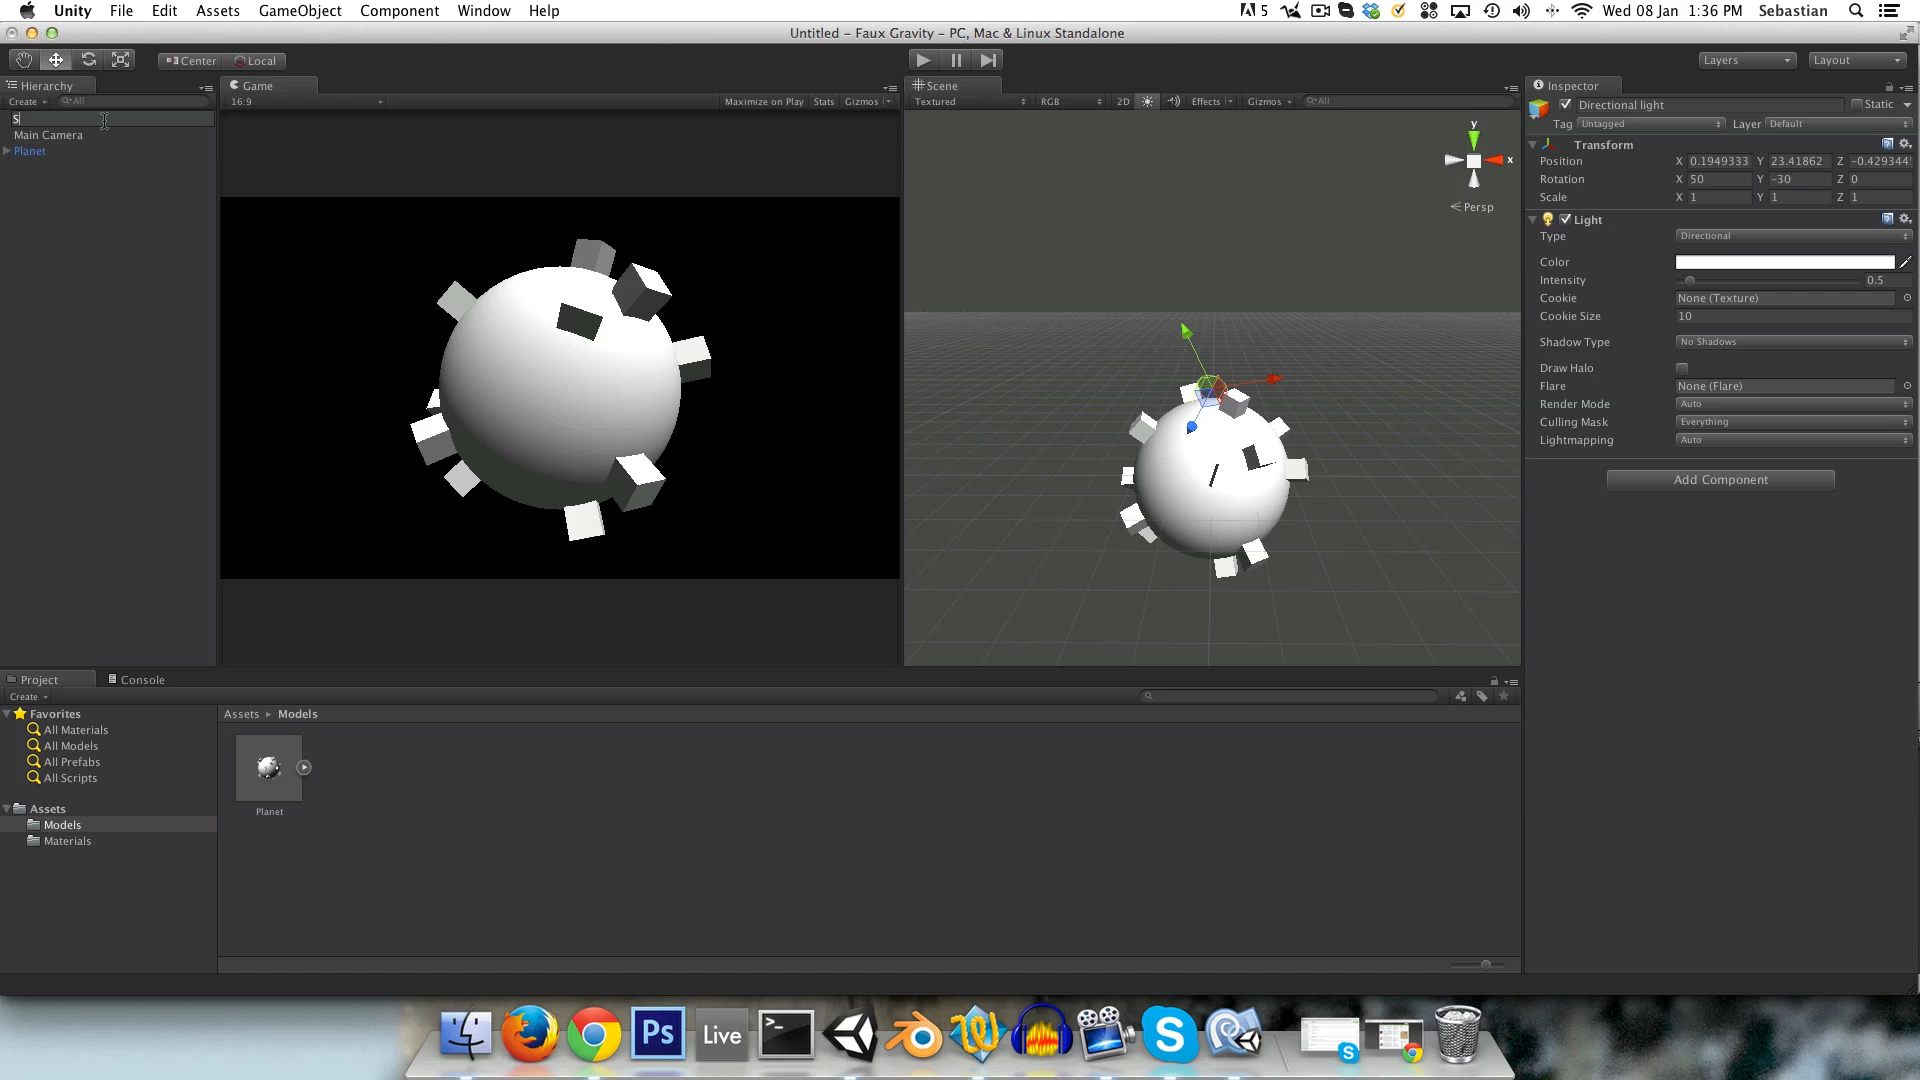 Unity File Edit Assets GameObject Component Window Help
5 Wed 08 Jan 1:36 PM Sebastian
Untitled – Faux Gravity – PC, Mac & Linux Standalone
Center Local
Layers Layout
Hierarchy
Create All
S
Main Camera
Planet
Game
16:9 Maximize on Play Stats Gizmos
Scene
Textured RGB 2D Effects Gizmos All
y
x
Persp
Inspector
Directional light Static
Tag Untagged Layer Default
Transform
Position X 0.1949333 Y 23.41862 Z
Rotation X 50 Y -30 Z 0
Scale X 1 Y 1 Z 1
Light
Type Directional
Color
Intensity 0.5
Cookie None (Texture)
Cookie Size 10
Shadow Type No Shadows
Draw Halo
Flare None (Flare)
Render Mode Auto
Culling Mask Everything
Lightmapping Auto
Add Component
Project Console
Create
Favorites
All Materials
All Models
All Prefabs
All Scripts
Assets
Models
Materials
Assets Models
Planet
Ps Live